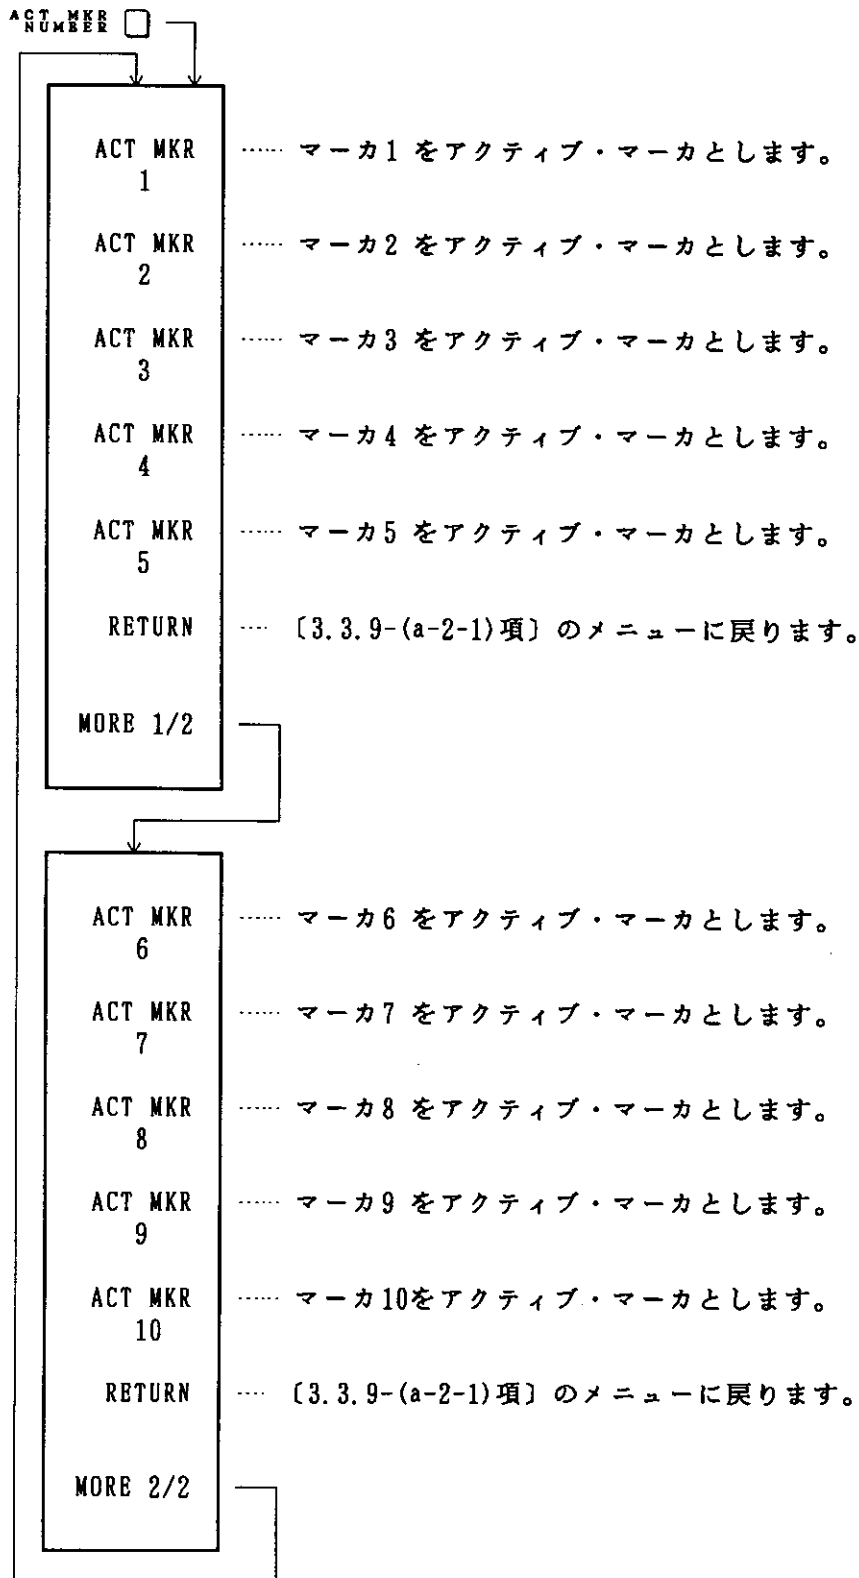 ACT MKR
NUMBER
ACT MKR …… マーカ1 をアクティブ・マーカとします。
1
ACT MKR …… マーカ2 をアクティブ・マーカとします。
2
ACT MKR …… マーカ3 をアクティブ・マーカとします。
3
ACT MKR …… マーカ4 をアクティブ・マーカとします。
4
ACT MKR …… マーカ5 をアクティブ・マーカとします。
5
RETURN …… 〔3.3.9-(a-2-1)項〕のメニューに戻ります。
MORE 1/2
ACT MKR …… マーカ6 をアクティブ・マーカとします。
6
ACT MKR …… マーカ7 をアクティブ・マーカとします。
7
ACT MKR …… マーカ8 をアクティブ・マーカとします。
8
ACT MKR …… マーカ9 をアクティブ・マーカとします。
9
ACT MKR …… マーカ10をアクティブ・マーカとします。
10
RETURN …… 〔3.3.9-(a-2-1)項〕のメニューに戻ります。
MORE 2/2